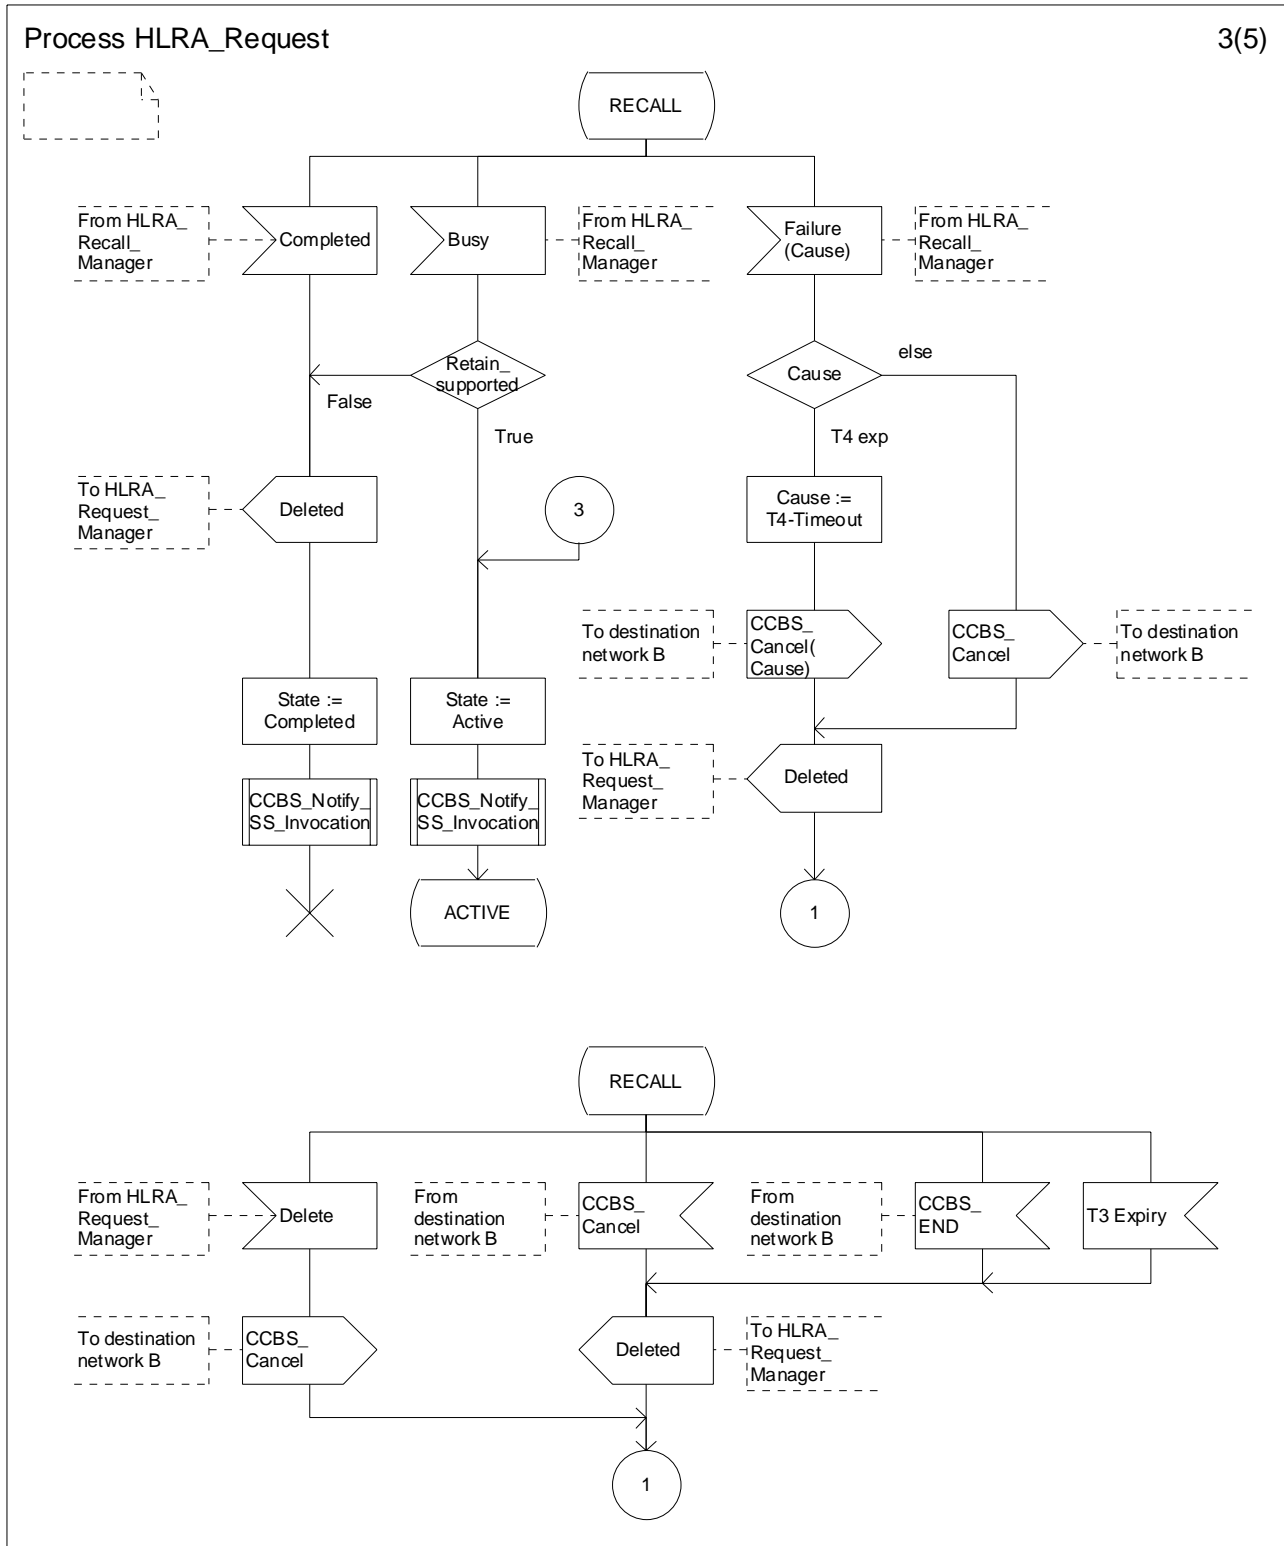 Process HLRA_Request
3(5)
RECALL
From HLRA_
Recall_
Manager
Completed
Busy
From HLRA_
Recall_
Manager
Failure
(Cause)
From HLRA_
Recall_
Manager
Retain_
supported
False
True
Cause
else
T4 exp
To HLRA_
Request_
Manager
Deleted
3
Cause :=
T4-Timeout
To destination
network B
CCBS_
Cancel(
Cause)
CCBS_
Cancel
To destination
network B
State :=
Completed
State :=
Active
To HLRA_
Request_
Manager
Deleted
CCBS_Notify_
SS_Invocation
CCBS_Notify_
SS_Invocation
ACTIVE
1
RECALL
From HLRA_
Request_
Manager
Delete
From
destination
network B
CCBS_
Cancel
From
destination
network B
CCBS_
END
T3 Expiry
To destination
network B
CCBS_
Cancel
Deleted
To HLRA_
Request_
Manager
1